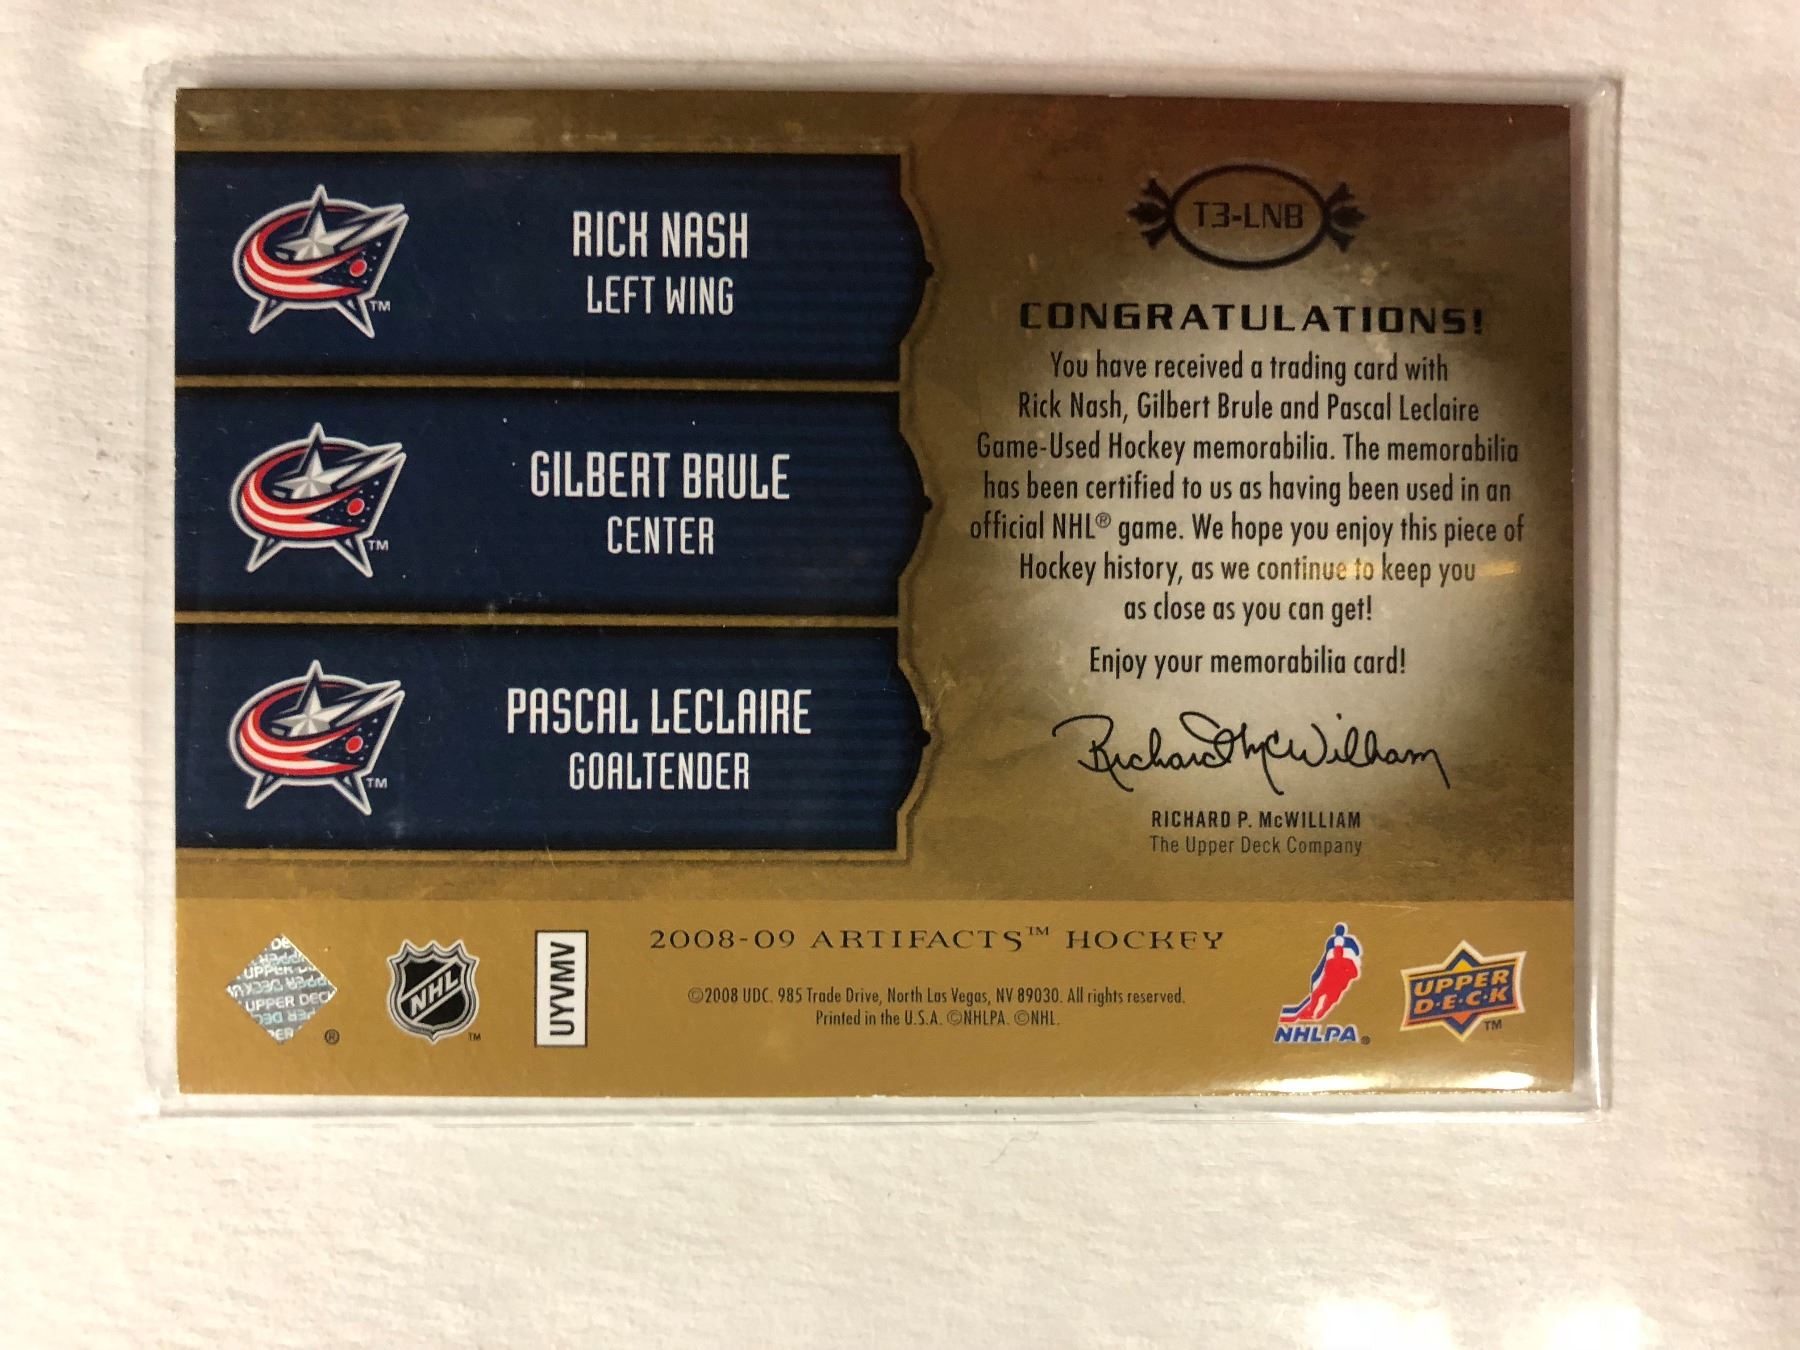 RICK NASH
LEFT WING
GILBERT BRULE
CENTER
PASCAL LECLAIRE
GOALTENDER
T3-LNB
CONGRATULATIONS!
You have received a trading card with
Rick Nash, Gilbert Brule and Pascal Leclaire
Game-Used Hockey memorabilia. The memorabilia
has been certified to us as having been used in an
official NHL® game. We hope you enjoy this piece of
Hockey history, as we continue to keep you
as close as you can get!
Enjoy your memorabilia card!
Richard McWilliam
RICHARD P. McWILLIAM
The Upper Deck Company
UPPER DECK
®
NHL
TM
UYVMV
2008-09 ARTIFACTS™ HOCKEY
©2008 UDC. 985 Trade Drive, North Las Vegas, NV 89030. All rights reserved.
Printed in the U.S.A. ©NHLPA. ©NHL.
NHLPA®
UPPER
D·E·C·K
TM